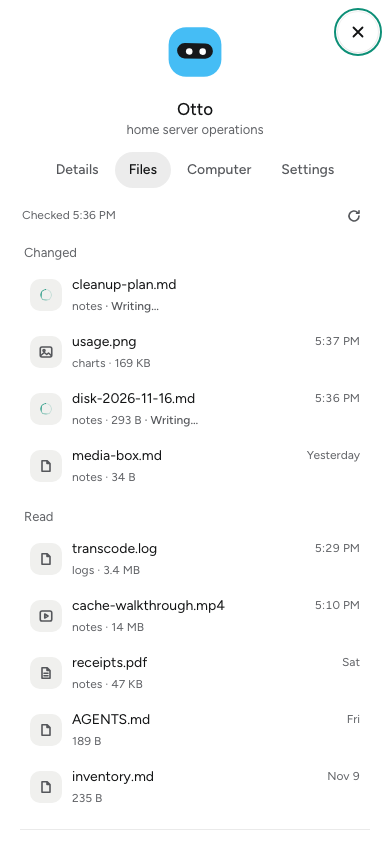 Otto
home server operations
Details Files Computer Settings
Checked 5:36 PM
Changed
cleanup-plan.md
notes · Writing...
usage.png 5:37 PM
charts · 169 KB
disk-2026-11-16.md 5:36 PM
notes · 293 B · Writing...
media-box.md Yesterday
notes · 34 B
Read
transcode.log 5:29 PM
logs · 3.4 MB
cache-walkthrough.mp4 5:10 PM
notes · 14 MB
receipts.pdf Sat
notes · 47 KB
AGENTS.md Fri
189 B
inventory.md Nov 9
235 B